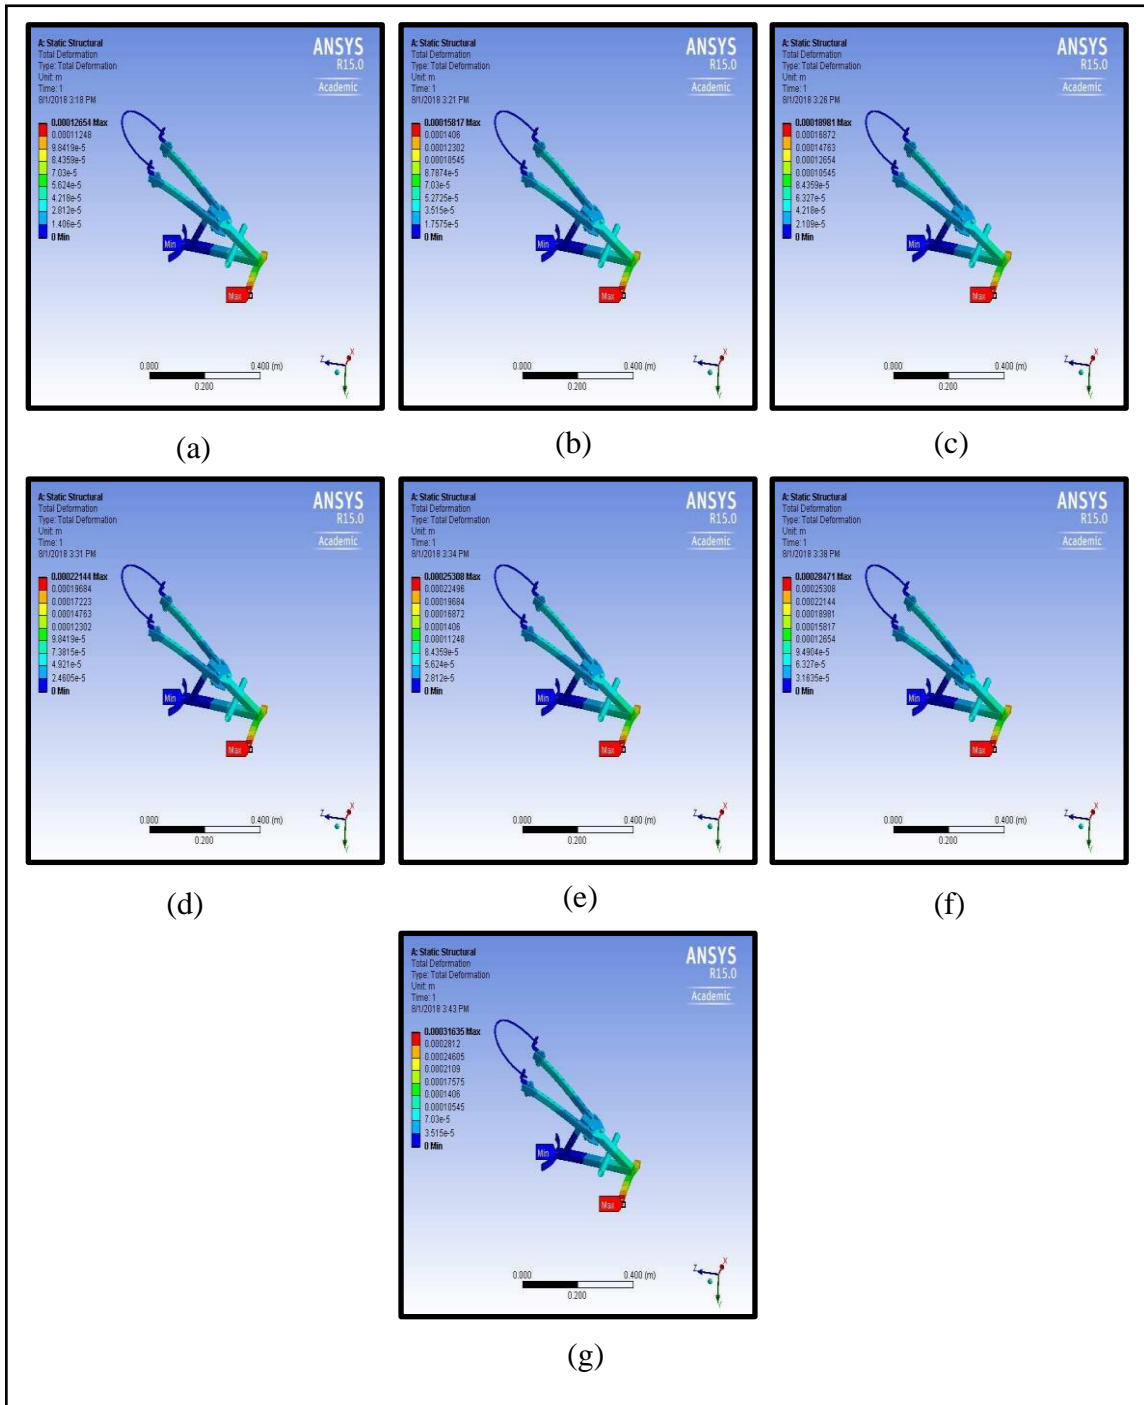 A: Static Structural
Total Deformation
Type: Total Deformation
Unit: m
Time: 1
8/1/2018 3:18 PM
ANSYS
R15.0
Academic
0.00012654 Max
0.00011248
9.8419e-5
8.4359e-5
7.03e-5
5.624e-5
4.218e-5
2.812e-5
1.406e-5
0 Min
Min
Max
0.000 0.400 (m)
0.200
Z X
Y
(a)
A: Static Structural
Total Deformation
Type: Total Deformation
Unit: m
Time: 1
8/1/2018 3:21 PM
ANSYS
R15.0
Academic
0.00015817 Max
0.0001406
0.00012302
0.00010545
8.7874e-5
7.03e-5
5.2725e-5
3.515e-5
1.7575e-5
0 Min
Min
Max
0.000 0.400 (m)
0.200
Z X
Y
(b)
A: Static Structural
Total Deformation
Type: Total Deformation
Unit: m
Time: 1
8/1/2018 3:26 PM
ANSYS
R15.0
Academic
0.00018981 Max
0.00016872
0.00014763
0.00012654
0.00010545
8.4359e-5
6.327e-5
4.218e-5
2.109e-5
0 Min
Min
Max
0.000 0.400 (m)
0.200
Z X
Y
(c)
A: Static Structural
Total Deformation
Type: Total Deformation
Unit: m
Time: 1
8/1/2018 3:31 PM
ANSYS
R15.0
Academic
0.00022144 Max
0.00019684
0.00017223
0.00014763
0.00012302
9.8419e-5
7.3815e-5
4.921e-5
2.4605e-5
0 Min
Min
Max
0.000 0.400 (m)
0.200
Z X
Y
(d)
A: Static Structural
Total Deformation
Type: Total Deformation
Unit: m
Time: 1
8/1/2018 3:34 PM
ANSYS
R15.0
Academic
0.00025308 Max
0.00022496
0.00019684
0.00016872
0.0001406
0.00011248
8.4359e-5
5.624e-5
2.812e-5
0 Min
Min
Max
0.000 0.400 (m)
0.200
Z X
Y
(e)
A: Static Structural
Total Deformation
Type: Total Deformation
Unit: m
Time: 1
8/1/2018 3:38 PM
ANSYS
R15.0
Academic
0.00028471 Max
0.00025308
0.00022144
0.00018981
0.00015817
0.00012654
9.4904e-5
6.327e-5
3.1635e-5
0 Min
Min
Max
0.000 0.400 (m)
0.200
Z X
Y
(f)
A: Static Structural
Total Deformation
Type: Total Deformation
Unit: m
Time: 1
8/1/2018 3:43 PM
ANSYS
R15.0
Academic
0.00031635 Max
0.0002812
0.00024605
0.0002109
0.00017575
0.0001406
0.00010545
7.03e-5
3.515e-5
0 Min
Min
Max
0.000 0.400 (m)
0.200
Z X
Y
(g)